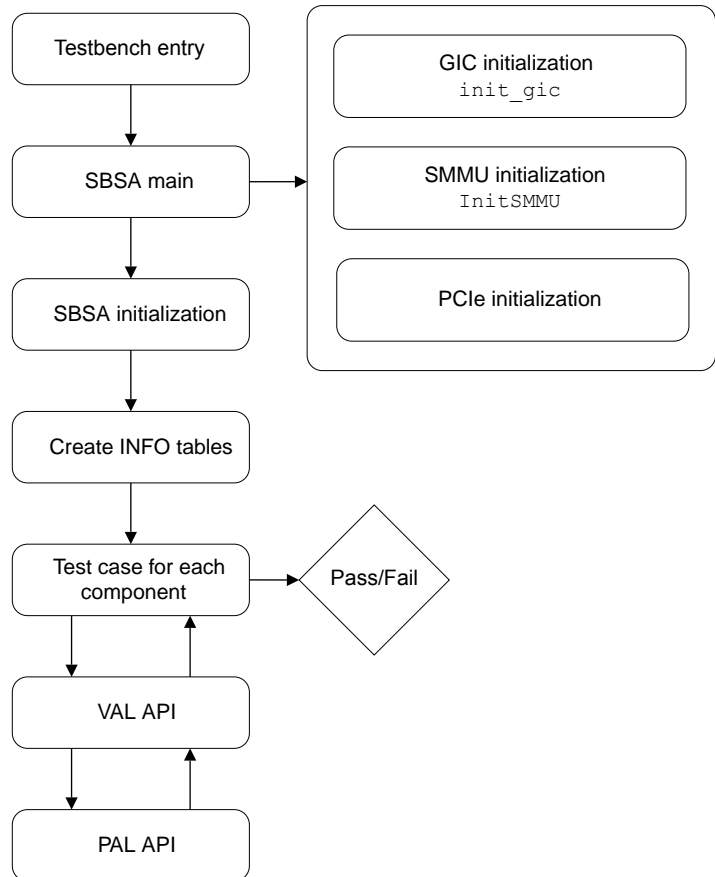 Testbench entry
GIC initialization
init_gic
SBSA main
SMMU initialization
InitSMMU
SBSA initialization
PCIe initialization
Create INFO tables
Test case for each
component
Pass/Fail
VAL API
PAL API